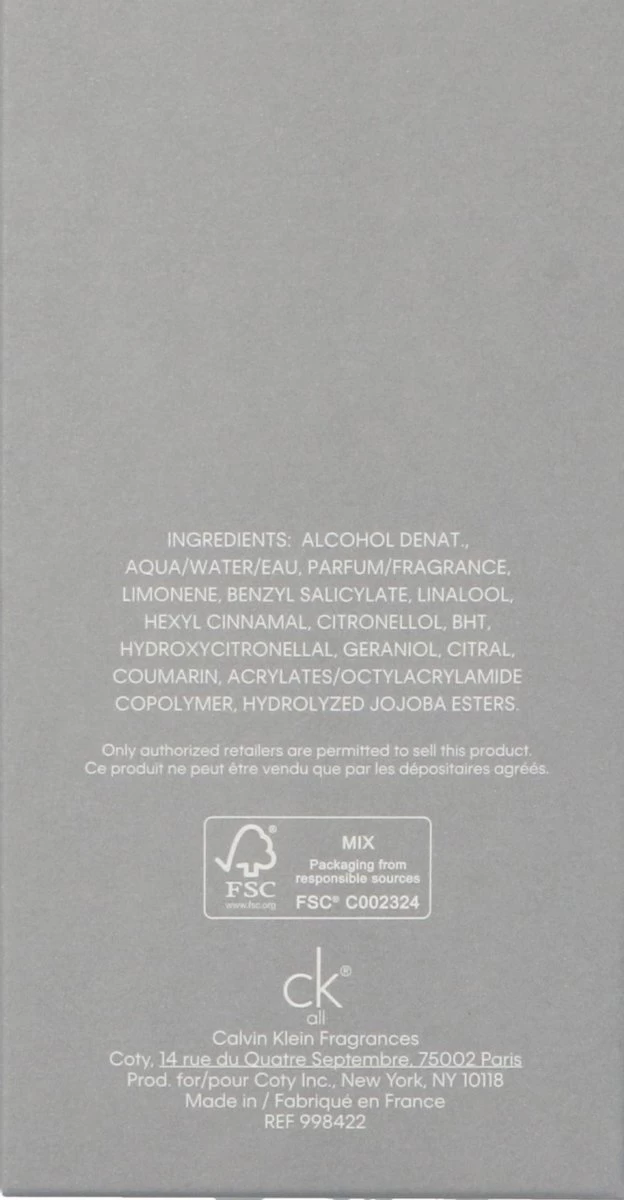 INGREDIENTS: ALCOHOL DENAT.,
AQUA/WATER/EAU, PARFUM/FRAGRANCE,
LIMONENE, BENZYL SALICYLATE, LINALOOL,
HEXYL CINNAMAL, CITRONELLOL, BHT,
HYDROXYCITRONELLAL, GERANIOL, CITRAL,
COUMARIN, ACRYLATES/OCTYLACRYLAMIDE
COPOLYMER, HYDROLYZED JOJOBA ESTERS.
Only authorized retailers are permitted to sell this product.
Ce produit ne peut être vendu que par les dépositaires agréés.
FSC
www.fsc.org
MIX
Packaging from
responsible sources
FSC® C002324
ck®
all
Calvin Klein Fragrances
Coty, 14 rue du Quatre Septembre, 75002 Paris
Prod. for/pour Coty Inc., New York, NY 10118
Made in / Fabriqué en France
REF 998422